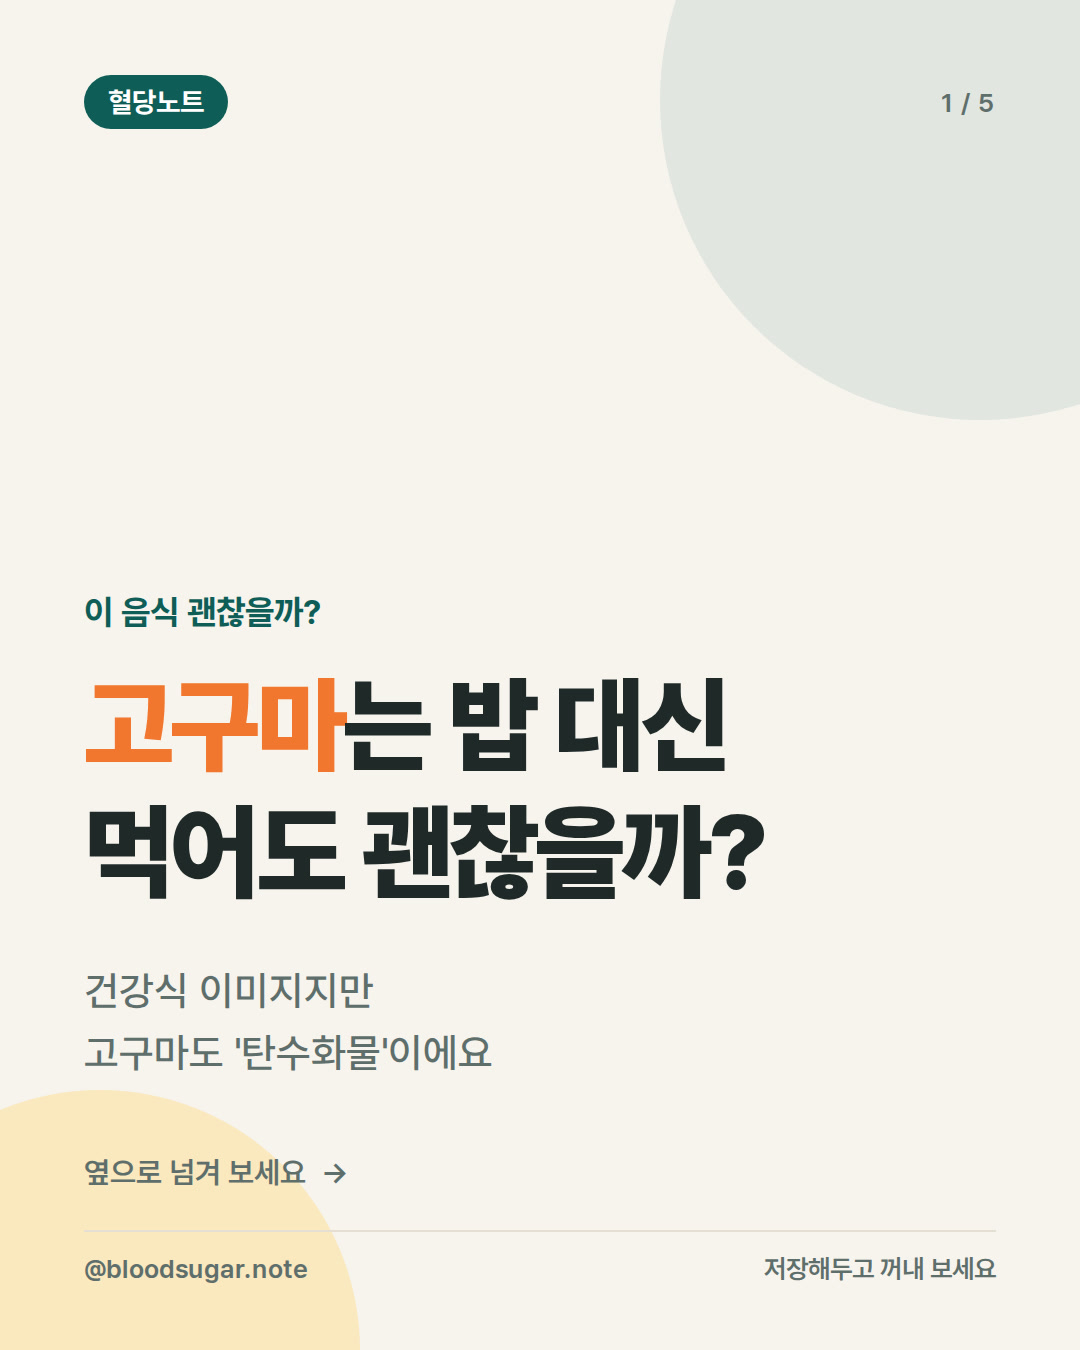 혈당노트
1 / 5
이 음식 괜찮을까?
고구마는 밥 대신
먹어도 괜찮을까?
건강식 이미지지만
고구마도 '탄수화물'이에요
옆으로 넘겨 보세요 →
@bloodsugar.note
저장해두고 꺼내 보세요